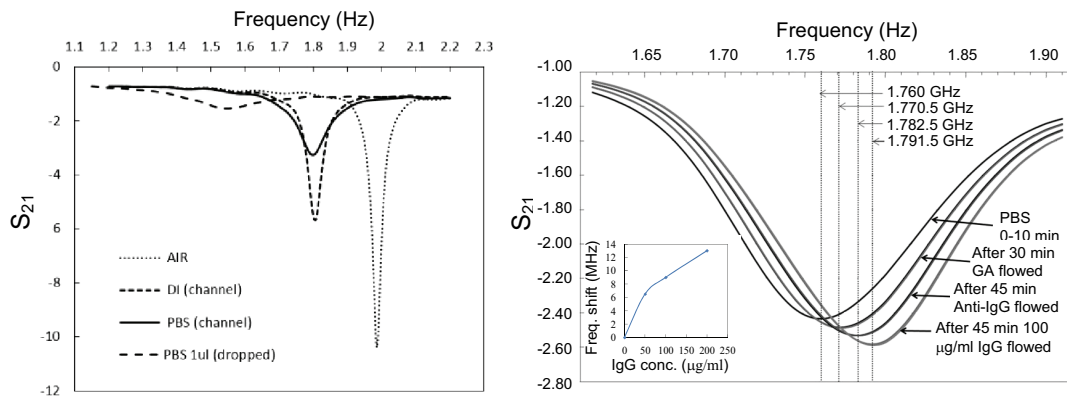 Frequency (Hz)
1.1 1.2 1.3 1.4 1.5 1.6 1.7 1.8 1.9 2 2.1 2.2 2.3
0
-2
-4
6
-8
-10
-12
S21
AIR
DI (channel)
PBS (channel)
PBS 1ul (dropped)
Frequency (Hz)
1.65 1.70 1.75 1.80 1.85 1.90
-1.00
-1.20
-1.40
-1.60
-1.80
-2.00
-2.20
-2.40
-2.60
-2.80
S21
1.760 GHz
1.770.5 GHz
1.782.5 GHz
1.791.5 GHz
PBS
0-10 min
After 30 min
GA flowed
After 45 min
Anti-IgG flowed
After 45 min 100
μg/ml IgG flowed
Freq. shift (MHz)
14
12
10
8
6
4
2
0
0 50 100 150 200 250
IgG conc. (μg/ml)